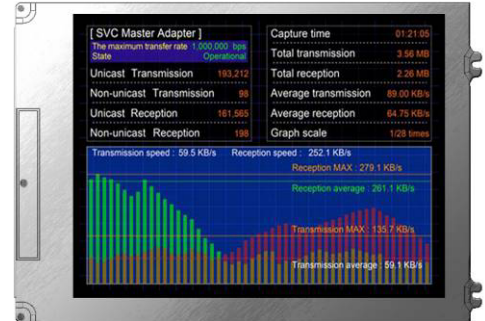 [ SVC Master Adapter ]
The maximum transfer rate 1,000,000 bps
State Operational
Unicast Transmission 193,212
Non-unicast Transmission 98
Unicast Reception 161,565
Non-unicast Reception 198
Capture time 01:21:05
Total transmission 3.56 MB
Total reception 2.26 MB
Average transmission 89.00 KB/s
Average reception 64.75 KB/s
Graph scale 1/28 times
Transmission speed : 59.5 KB/s Reception speed : 252.1 KB/s
Reception MAX : 279.1 KB/s
Reception average : 261.1 KB/s
Transmission MAX : 135.7 KB/s
Transmission average : 59.1 KB/s